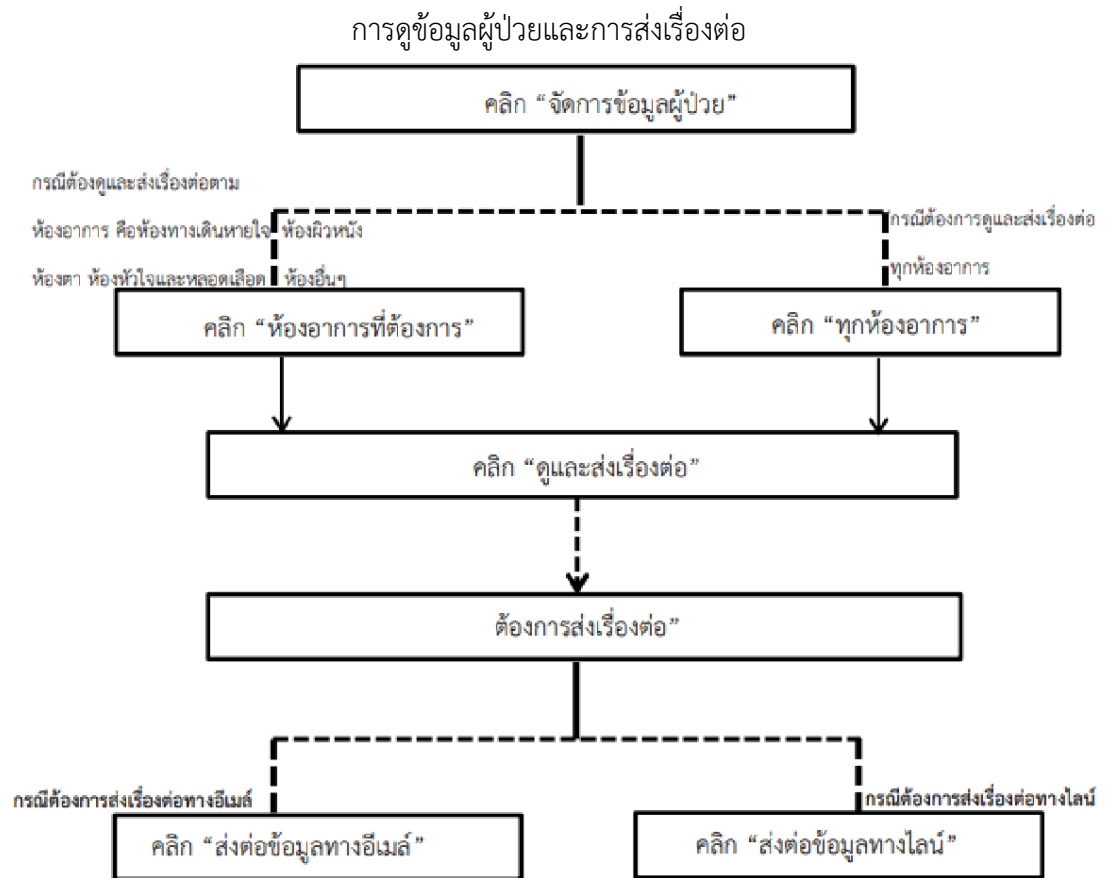 การดูข้อมูลผู้ป่วยและการส่งเรื่องต่อ
คลิก “จัดการข้อมูลผู้ป่วย”
กรณีต้องดูและส่งเรื่องต่อตาม
ห้องอาการ คือห้องทางเดินหายใจ ห้องผิวหนัง
ห้องตา ห้องหัวใจและหลอดเลือด ห้องอื่นๆ
กรณีต้องการดูและส่งเรื่องต่อ
ทุกห้องอาการ
คลิก “ห้องอาการที่ต้องการ”
คลิก “ทุกห้องอาการ”
คลิก “ดูและส่งเรื่องต่อ”
ต้องการส่งเรื่องต่อ”
กรณีต้องการส่งเรื่องต่อทางอีเมล์
กรณีต้องการส่งเรื่องต่อทางไลน์
คลิก “ส่งต่อข้อมูลทางอีเมล์”
คลิก “ส่งต่อข้อมูลทางไลน์”